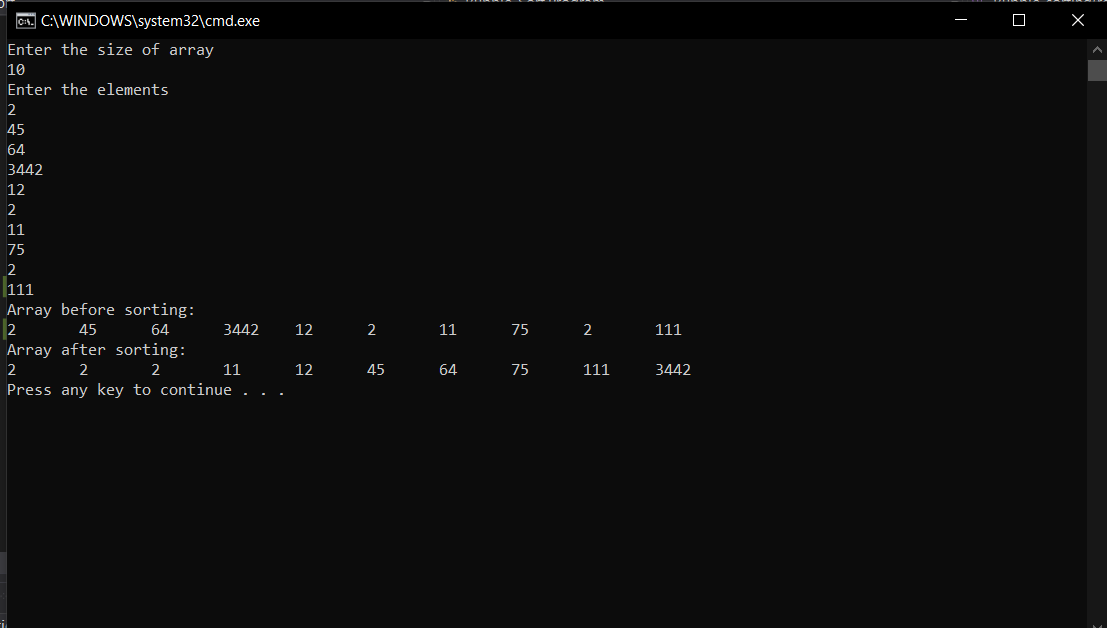 C:\WINDOWS\system32\cmd.exe
Enter the size of array
10
Enter the elements
2
45
64
3442
12
2
11
75
2
111
Array before sorting:
2 45 64 3442 12 2 11 75 2 111
Array after sorting:
2 2 2 11 12 45 64 75 111 3442
Press any key to continue . . .